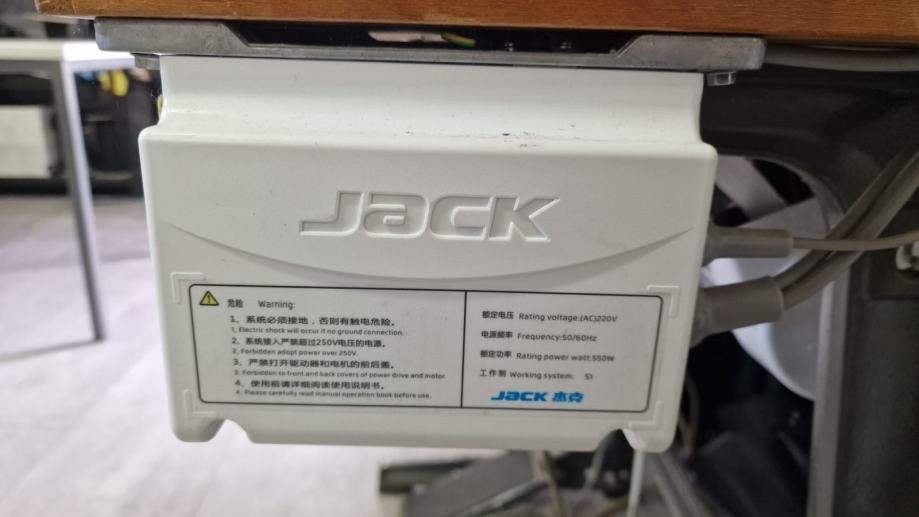 JACK
危险 Warning:
1、系统必须接地，否则有触电危险。
1, Electric shock will occur if no ground connection.
2、系统接入严禁超过250V电压的电源。
2, Forbidden adopt power over 250V.
3、严禁打开驱动器和电机的前后盖。
3, Forbidden to front and back covers of power drive and motor.
4、使用前请详细阅读使用说明书。
4. Please carefully read manual operation book before use.
额定电压 Rating voltage:(AC)220V
电源频率 Frequency:50/60Hz
额定功率 Rating power watt:550W
工作制 Working system: S1
JACK 杰克